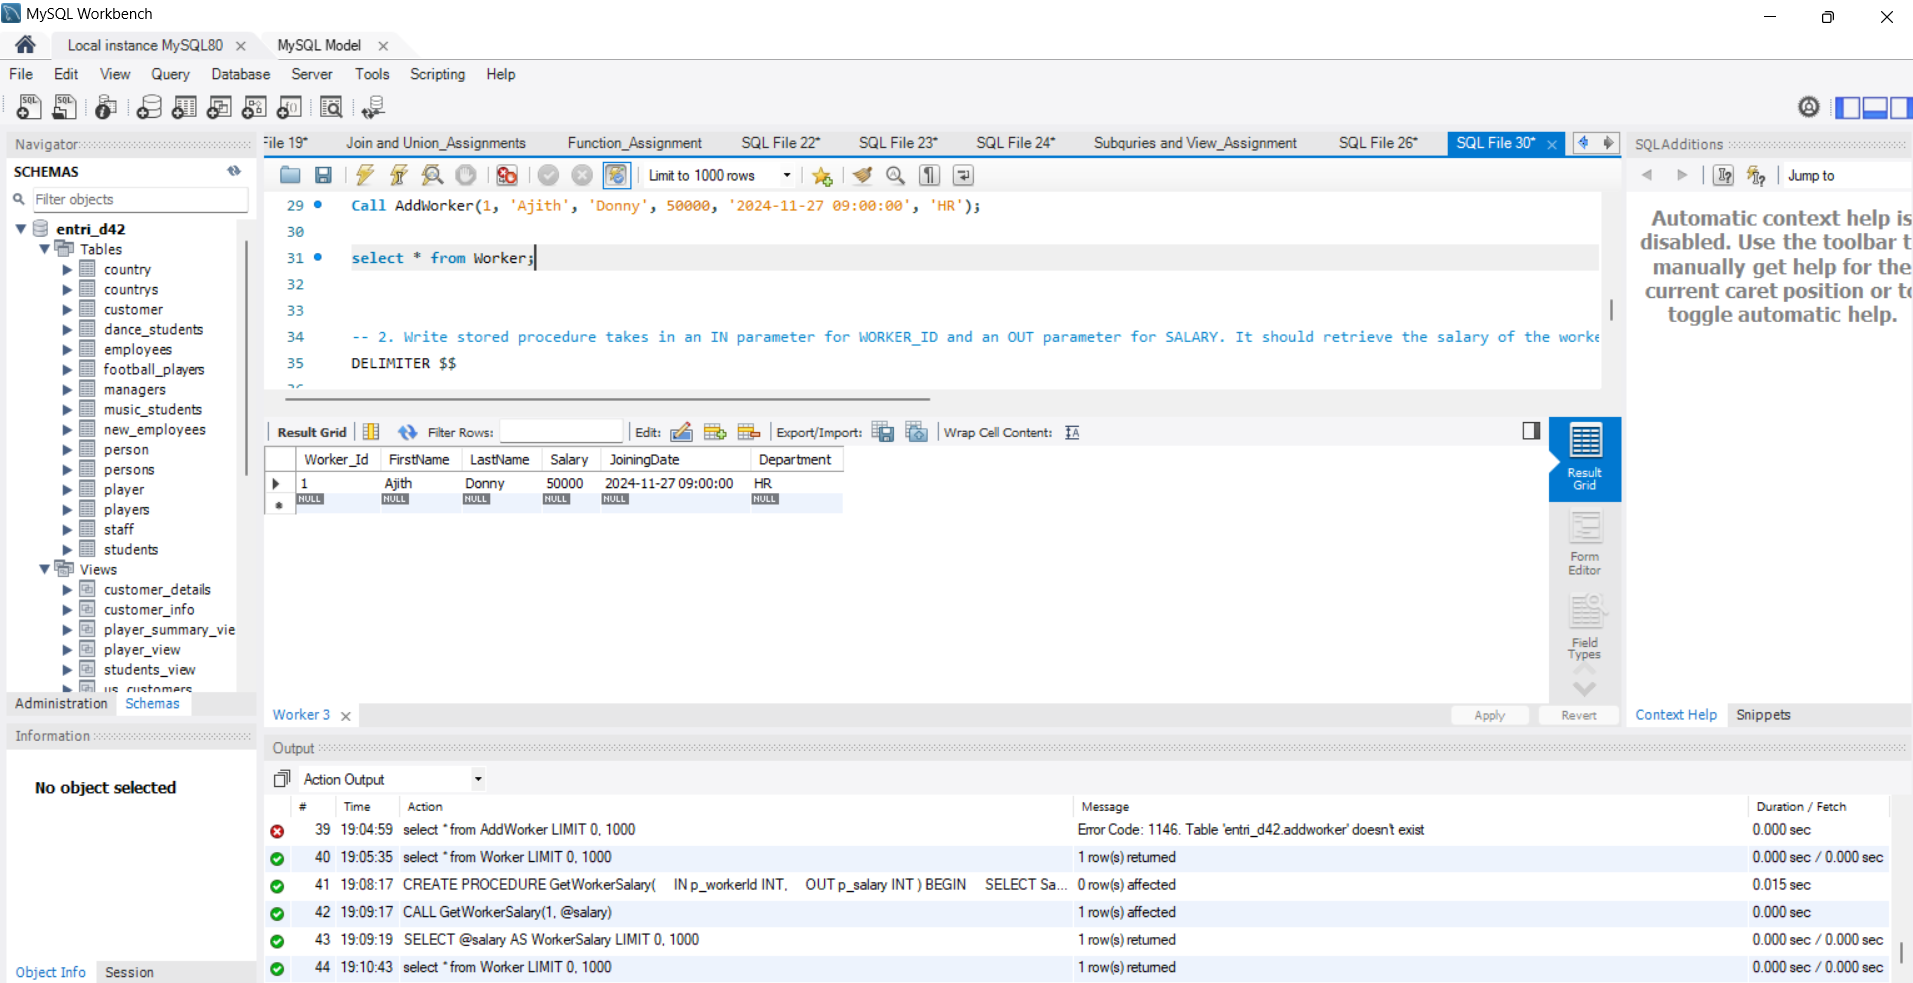 MySQL Workbench
Local instance MySQL80
MySQL Model
File Edit View Query Database Server Tools Scripting Help
Navigator
SCHEMAS
Filter objects
entri_d42
Tables
country
countrys
customer
dance_students
employees
football_players
managers
music_students
new_employees
person
persons
player
players
staff
students
Views
customer_details
customer_info
player_summary_vie
player_view
students_view
us_customers
Administration Schemas
Information
No object selected
Object Info Session
File 19* Join and Union_Assignments Function_Assignment SQL File 22* SQL File 23* SQL File 24* Subquries and View_Assignment SQL File 26* SQL File 30*
Limit to 1000 rows
29 Call AddWorker(1, 'Ajith', 'Donny', 50000, '2024-11-27 09:00:00', 'HR');
30
31 select * from Worker;
32
33
34 -- 2. Write stored procedure takes in an IN parameter for WORKER_ID and an OUT parameter for SALARY. It should retrieve the salary of the worke
35 DELIMITER $$
36
Result Grid Filter Rows: Edit: Export/Import: Wrap Cell Content: IA
Worker_Id FirstName LastName Salary JoiningDate Department
1 Ajith Donny 50000 2024-11-27 09:00:00 HR
NULL NULL NULL NULL NULL NULL
Result Grid
Form Editor
Field Types
Worker 3
Apply Revert
SQLAdditions
Jump to
Automatic context help is
disabled. Use the toolbar t
manually get help for the
current caret position or to
toggle automatic help.
Context Help Snippets
Output
Action Output
# Time Action Message Duration / Fetch
39 19:04:59 select * from AddWorker LIMIT 0, 1000 Error Code: 1146. Table 'entri_d42.addworker' doesn't exist 0.000 sec
40 19:05:35 select * from Worker LIMIT 0, 1000 1 row(s) returned 0.000 sec / 0.000 sec
41 19:08:17 CREATE PROCEDURE GetWorkerSalary( IN p_workerId INT, OUT p_salary INT ) BEGIN SELECT Sa... 0 row(s) affected 0.015 sec
42 19:09:17 CALL GetWorkerSalary(1, @salary) 1 row(s) affected 0.000 sec
43 19:09:19 SELECT @salary AS WorkerSalary LIMIT 0, 1000 1 row(s) returned 0.000 sec / 0.000 sec
44 19:10:43 select * from Worker LIMIT 0, 1000 1 row(s) returned 0.000 sec / 0.000 sec